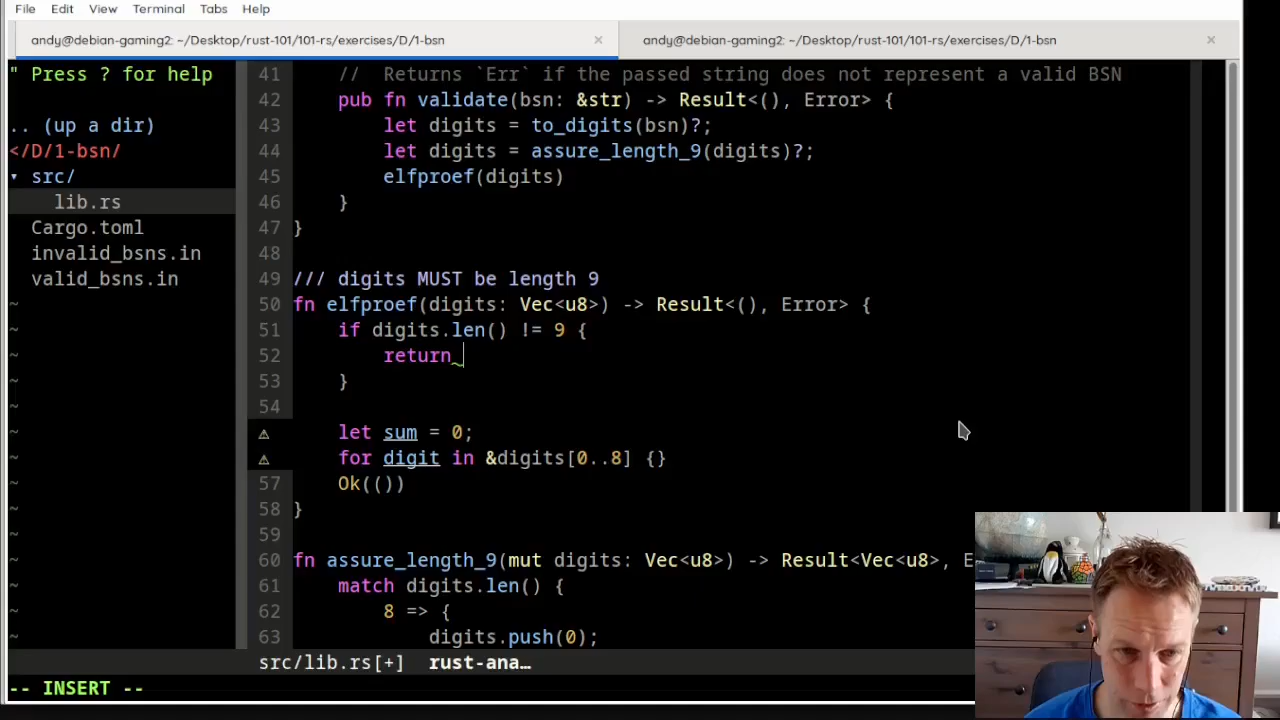 File Edit View Terminal Tabs Help
andy@debian-gaming2: ~/Desktop/rust-101/101-rs/exercises/D/1-bsn × andy@debian-gaming2: ~/Desktop/rust-101/101-rs/exercises/D/1-bsn ×
" Press ? for help
.. (up a dir)
</D/1-bsn/
▾ src/
lib.rs
Cargo.toml
invalid_bsns.in
valid_bsns.in
~
~
~
~
~
~
~
~
~
~
~
~
~
~
41 // Returns `Err` if the passed string does not represent a valid BSN
42 pub fn validate(bsn: &str) -> Result<(), Error> {
43 let digits = to_digits(bsn)?;
44 let digits = assure_length_9(digits)?;
45 elfproef(digits)
46 }
47 }
48
49 /// digits MUST be length 9
50 fn elfproef(digits: Vec<u8>) -> Result<(), Error> {
51 if digits.len() != 9 {
52 return
53 }
54
⚠ let sum = 0;
⚠ for digit in &digits[0..8] {}
57 Ok(())
58 }
59
60 fn assure_length_9(mut digits: Vec<u8>) -> Result<Vec<u8>, E
61 match digits.len() {
62 8 => {
63 digits.push(0);
src/lib.rs[+] rust-ana…
-- INSERT --